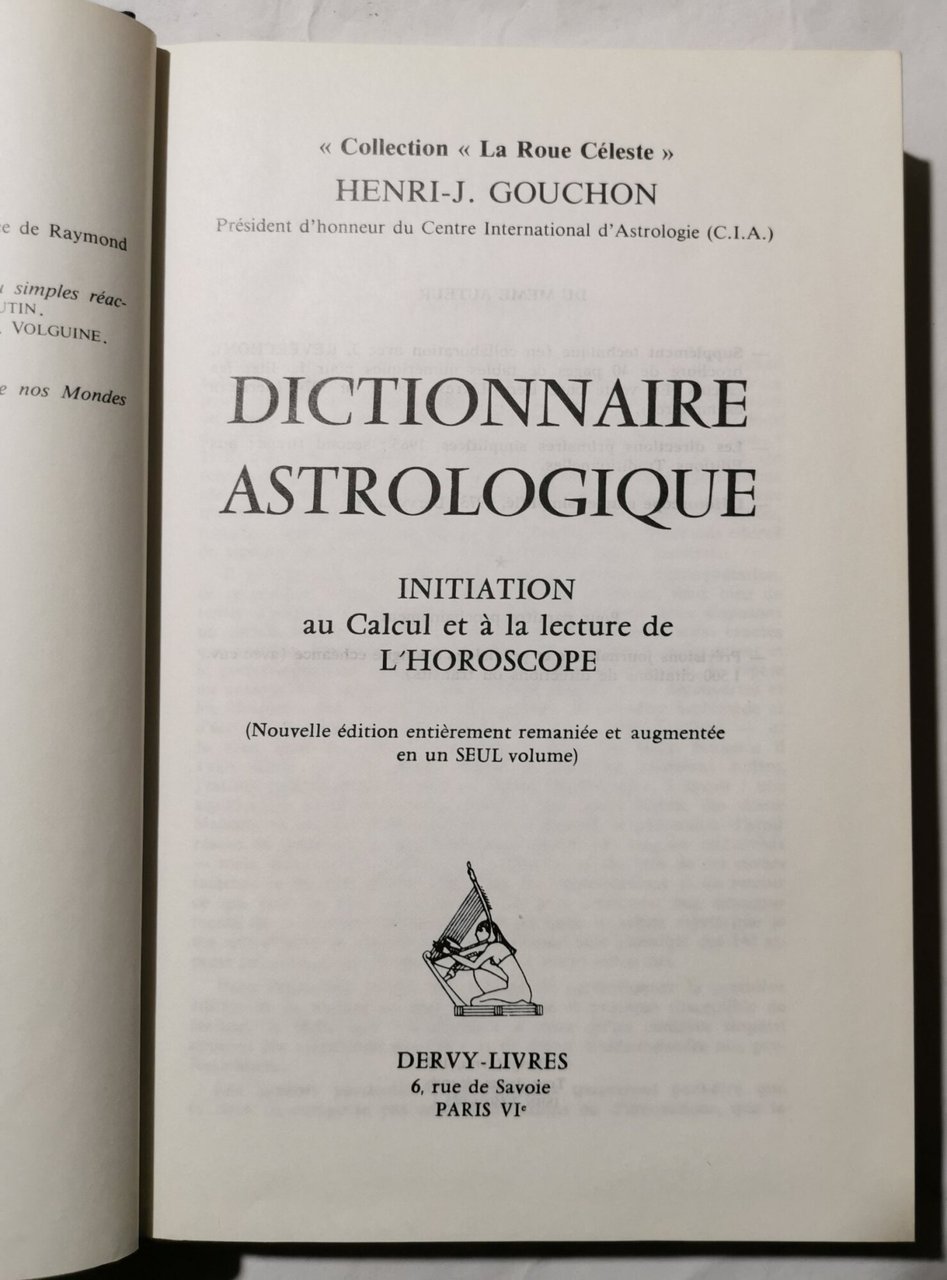 ce de Raymond
simples réac-
UTIN.
VOLGUINE.
e nos Mondes
« Collection « La Roue Céleste »
HENRI-J. GOUCHON
Président d'honneur du Centre International d'Astrologie (C.I.A.)
DICTIONNAIRE
ASTROLOGIQUE
INITIATION
au Calcul et à la lecture de
L'HOROSCOPE
(Nouvelle édition entièrement remaniée et augmentée
en un SEUL volume)
DERVY-LIVRES
6, rue de Savoie
PARIS VIe